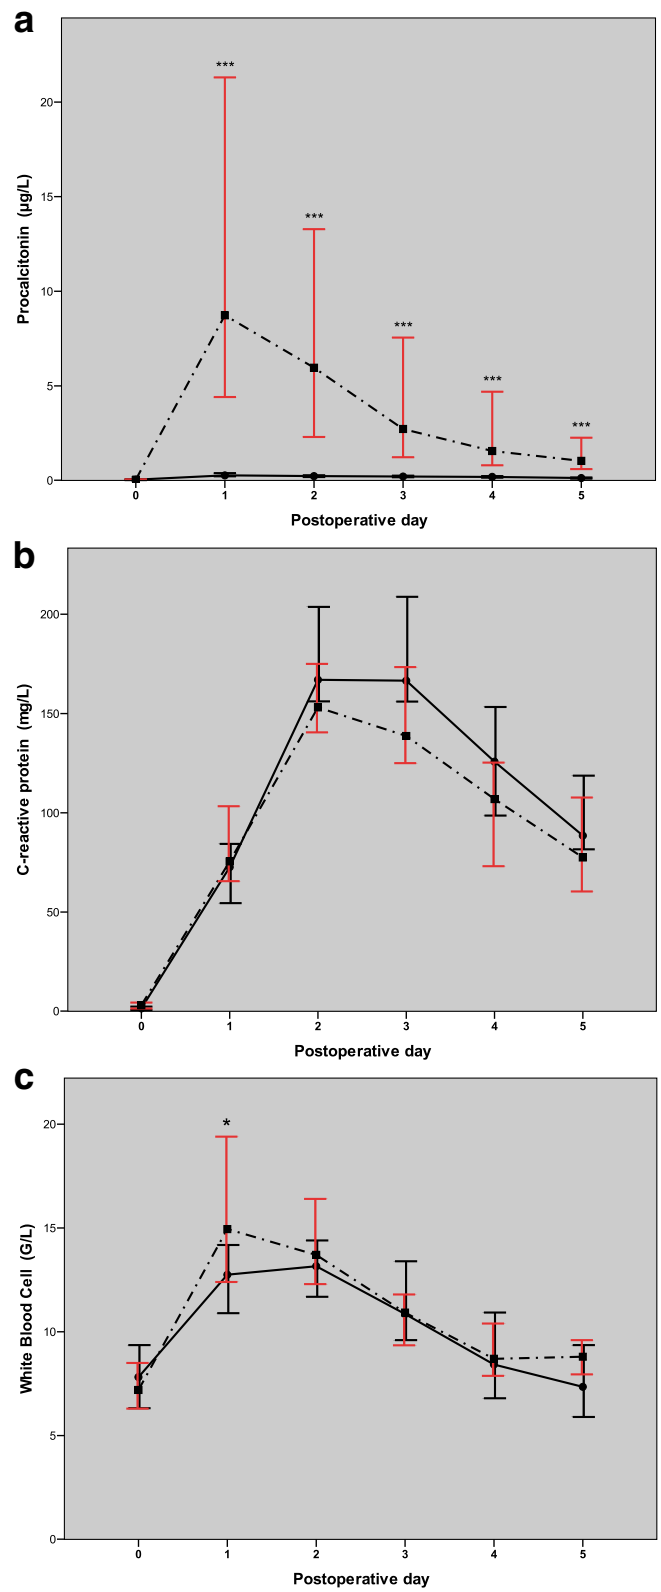 a
***
20
***
15
Procalcitonin (µg/L)
10
***
***
5
***
0
0 1 2 3 4 5
Postoperative day
b
200
150
C-reactive protein (mg/L)
100
50
0
0 1 2 3 4 5
Postoperative day
c
*
20
15
White Blood Cell (G/L)
10
5
0
0 1 2 3 4 5
Postoperative day